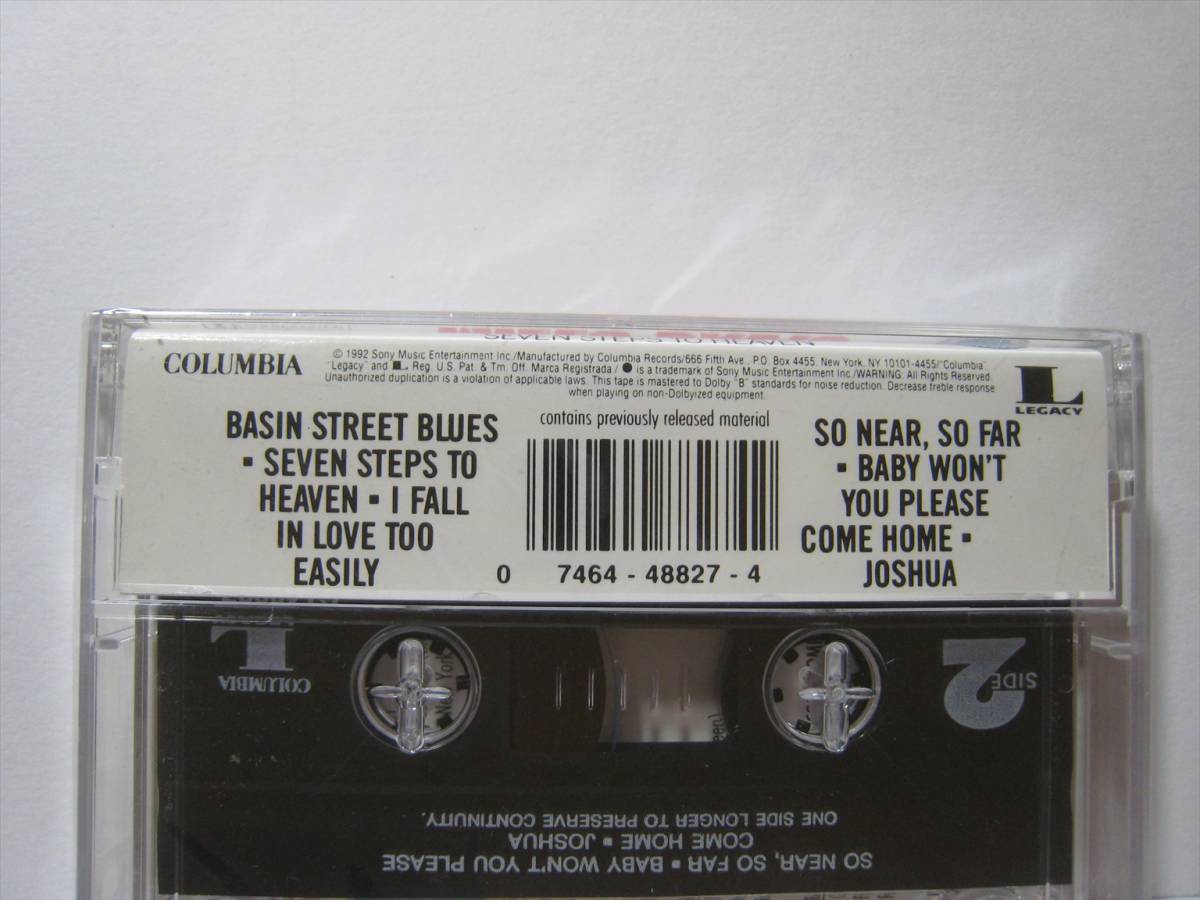 SEVEN STEPS TO HEAVEN
COLUMBIA
© 1992 Sony Music Entertainment Inc./Manufactured by Columbia Records/666 Fifth Ave., P.O. Box 4455, New York, NY 10101-4455/"Columbia,"
"Legacy" and L Reg. U.S. Pat. & Tm. Off. Marca Registrada./ ● is a trademark of Sony Music Entertainment Inc./WARNING: All Rights Reserved.
Unauthorized duplication is a violation of applicable laws. This tape is mastered to Dolby "B" standards for noise reduction. Decrease treble response
when playing on non-Dolbyized equipment.
L
LEGACY
contains previously released material
BASIN STREET BLUES
▪ SEVEN STEPS TO
HEAVEN ▪ I FALL
IN LOVE TOO
EASILY
0 7464 - 48827 - 4
SO NEAR, SO FAR
▪ BABY WON'T
YOU PLEASE
COME HOME ▪
JOSHUA
SIDE 2
L
COLUMBIA
SO NEAR, SO FAR ▪ BABY WON'T YOU PLEASE
COME HOME ▪ JOSHUA
ONE SIDE LONGER TO PRESERVE CONTINUITY.